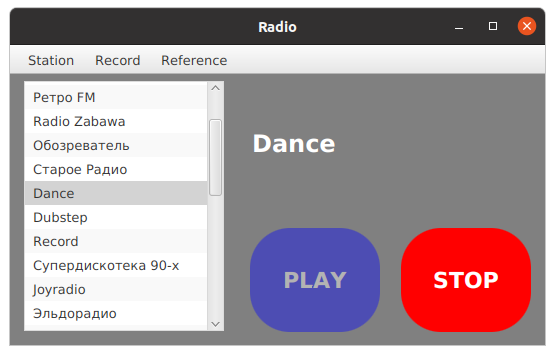 Radio
Station Record Reference
Ретро FM
Radio Zabawa
Обозреватель
Старое Радио
Dance
Dubstep
Record
Супердискотека 90-х
Joyradio
Эльдорадио
Dance
PLAY STOP